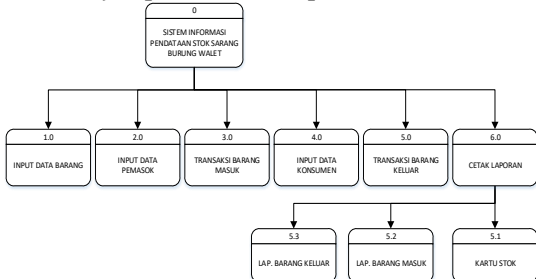 0
SISTEM INFORMASI
PENDATAAN STOK SARANG
BURUNG WALET
1.0
INPUT DATA BARANG
2.0
INPUT DATA
PEMASOK
3.0
TRANSAKSI BARANG
MASUK
4.0
INPUT DATA
KONSUMEN
5.0
TRANSAKSI BARANG
KELUAR
6.0
CETAK LAPORAN
5.3
LAP. BARANG KELUAR
5.2
LAP. BARANG MASUK
5.1
KARTU STOK